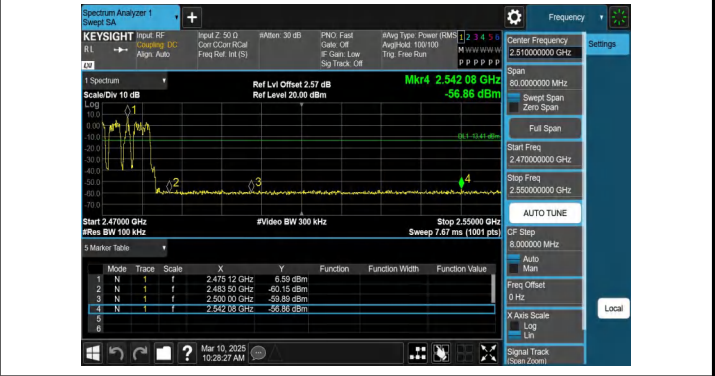 Spectrum Analyzer 1
Swept SA
Frequency
KEYSIGHT
Input: RF
Coupling: DC
Align: Auto
Input Z: 50 Ω
Corr CCorr RCal
Freq Ref: Int (S)
#Atten: 30 dB
PNO: Fast
Gate: Off
IF Gain: Low
Sig Track: Off
#Avg Type: Power (RMS
Avg|Hold: 100/100
Trig: Free Run
1 2 3 4 5 6
M W W W W W
P P P P P P
RL
LXI
Center Frequency
2.510000000 GHz
Settings
Span
80.0000000 MHz
Swept Span
Zero Span
Full Span
Start Freq
2.470000000 GHz
Stop Freq
2.550000000 GHz
AUTO TUNE
CF Step
8.000000 MHz
Auto
Man
Freq Offset
0 Hz
X Axis Scale
Log
Lin
Signal Track
(Span Zoom)
Local
1 Spectrum
Scale/Div 10 dB
Ref Lvl Offset 2.57 dB
Ref Level 20.00 dBm
Mkr4 2.542 08 GHz
-56.86 dBm
Log
10.0
0.00
-10.0
-20.0
-30.0
-40.0
-50.0
-60.0
-70.0
1
2
3
4
DL1 -13.41 dBm
Start 2.47000 GHz
#Res BW 100 kHz
#Video BW 300 kHz
Stop 2.55000 GHz
Sweep 7.67 ms (1001 pts)
5 Marker Table
Mode Trace Scale X Y Function Function Width Function Value
1 N 1 f 2.475 12 GHz 6.59 dBm
2 N 1 f 2.483 50 GHz -60.15 dBm
3 N 1 f 2.500 00 GHz -59.89 dBm
4 N 1 f 2.542 08 GHz -56.86 dBm
5
6
?
Mar 10, 2025
10:28:27 AM